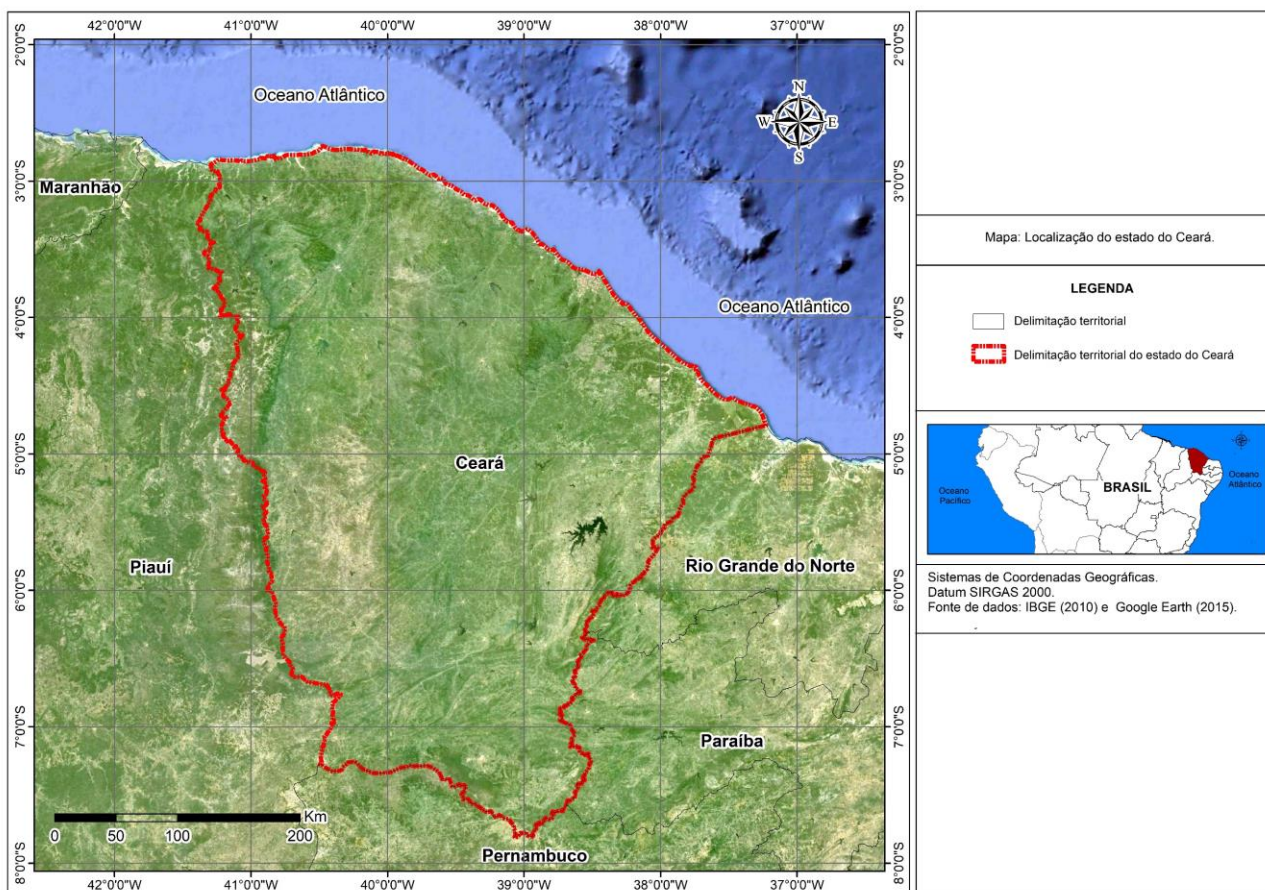 42°0'0"W 41°0'0"W 40°0'0"W 39°0'0"W 38°0'0"W 37°0'0"W
2°0'0"S 2°0'0"S
Oceano Atlântico
N
W E
S
3°0'0"S 3°0'0"S
Maranhão
Oceano Atlântico
4°0'0"S 4°0'0"S
Ceará
5°0'0"S 5°0'0"S
Piauí
Rio Grande do Norte
6°0'0"S 6°0'0"S
7°0'0"S 7°0'0"S
Paraíba
Km
0 50 100 200
Pernambuco
8°0'0"S 8°0'0"S
42°0'0"W 41°0'0"W 40°0'0"W 39°0'0"W 38°0'0"W 37°0'0"W
Mapa: Localização do estado do Ceará.
LEGENDA
Delimitação territorial
Delimitação territorial do estado do Ceará
Oceano
Pacífico
BRASIL
Oceano
Atlântico
Sistemas de Coordenadas Geográficas.
Datum SIRGAS 2000.
Fonte de dados: IBGE (2010) e Google Earth (2015).